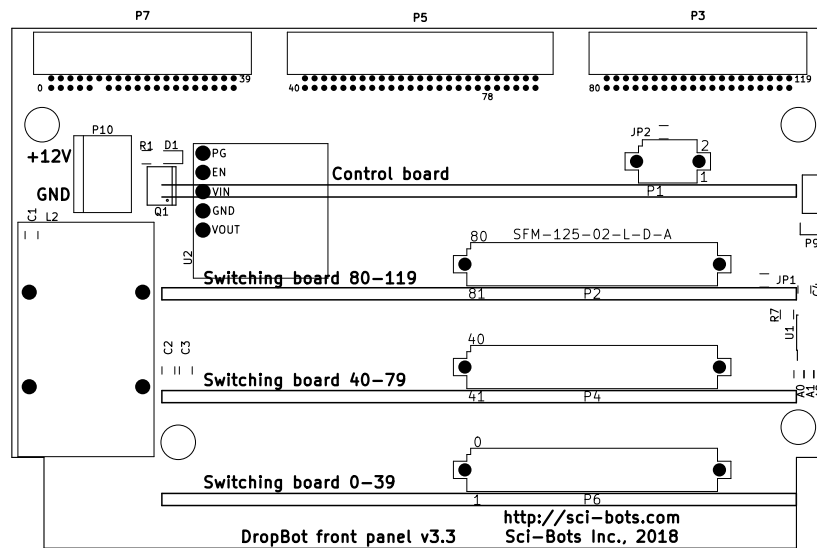 P7 P5 P3
0 39 40 78 80 119
P10 R1 D1 PG JP2 2
+12V EN
VIN Control board 1
GND GND P1
Q1 VOUT
C1 L2 U2 P9
80 SFM-125-02-L-D-A
Switching board 80-119 JP1
81 P2
R7 U1
C2 C3 40
Switching board 40-79 A0 A1
41 P4
0
Switching board 0-39
1 P6
http://sci-bots.com
DropBot front panel v3.3 Sci-Bots Inc., 2018